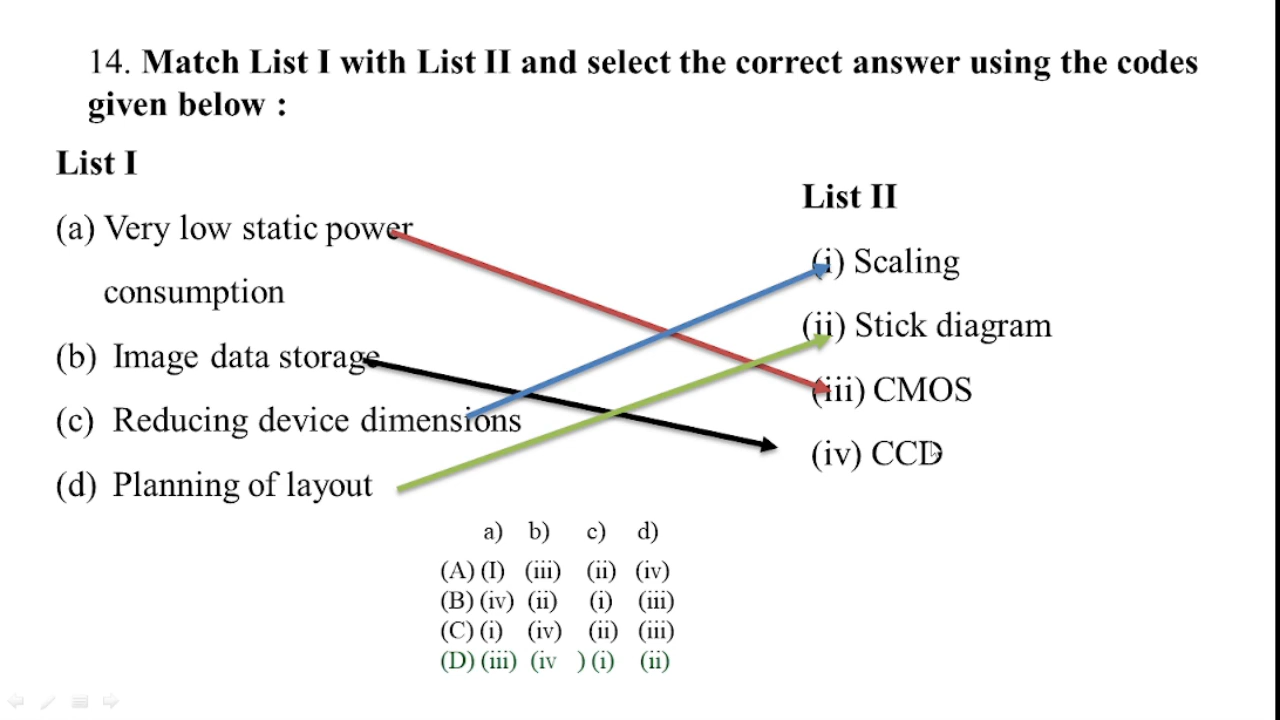 14. Match List I with List II and select the correct answer using the codes
given below :
List I
(a) Very low static power
consumption
(b) Image data storage
(c) Reducing device dimensions
(d) Planning of layout
List II
(i) Scaling
(ii) Stick diagram
(iii) CMOS
(iv) CCD
a) b) c) d)
(A) (I) (iii) (ii) (iv)
(B) (iv) (ii) (i) (iii)
(C) (i) (iv) (ii) (iii)
(D) (iii) (iv ) (i) (ii)